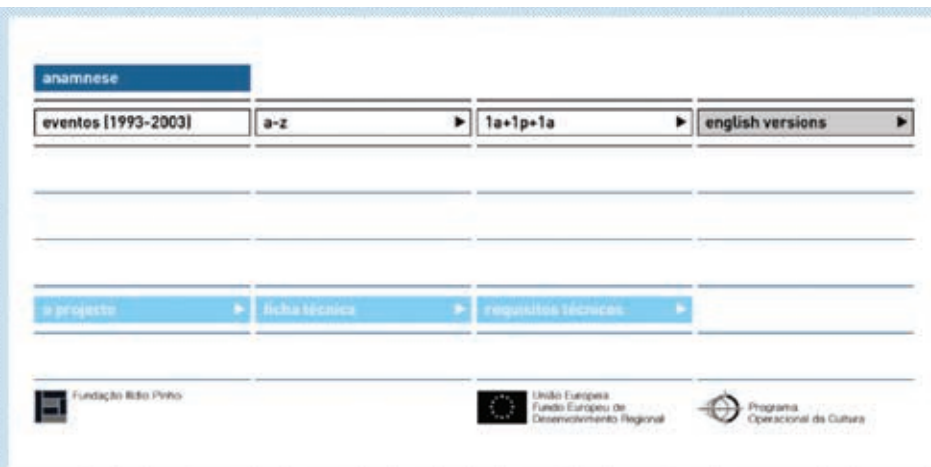 anamnese
eventos (1993-2003)
a-z
1a+1p+1a
english versions
o projecto
ficha técnica
requisitos técnicos
Fundação Ilídio Pinho
União Europeia
Fundo Europeu de
Desenvolvimento Regional
Programa
Operacional da Cultura